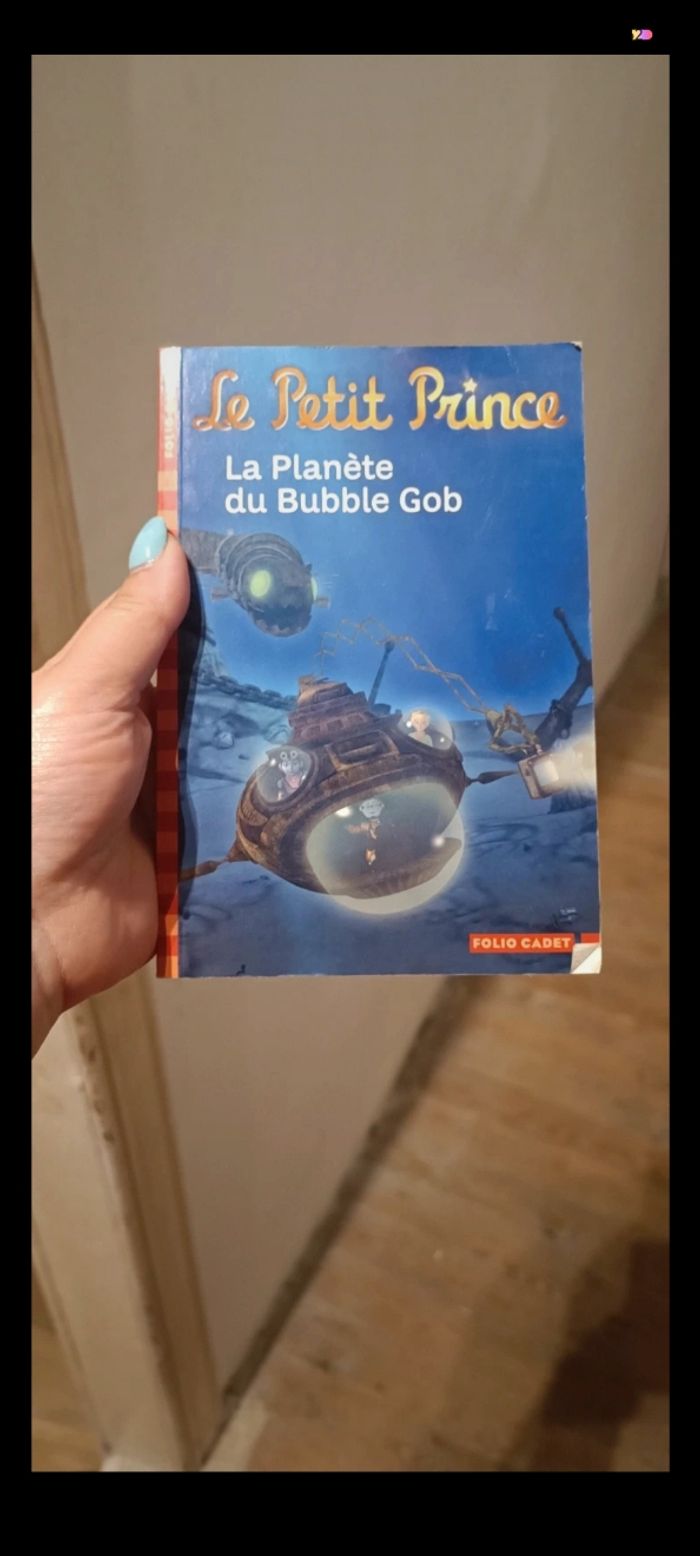 Le Petit Prince
La Planète
du Bubble Gob
FOLIO CADET